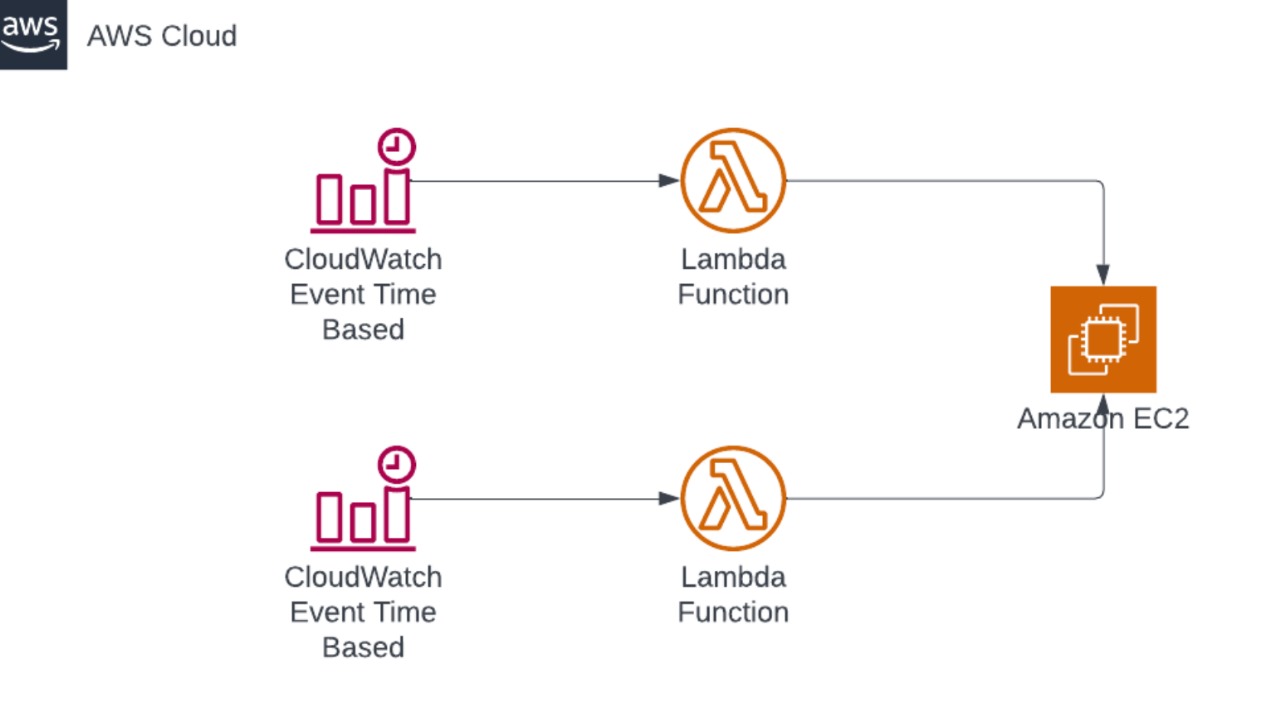 aws
AWS Cloud
CloudWatch
Event Time
Based
Lambda
Function
Amazon EC2
CloudWatch
Event Time
Based
Lambda
Function